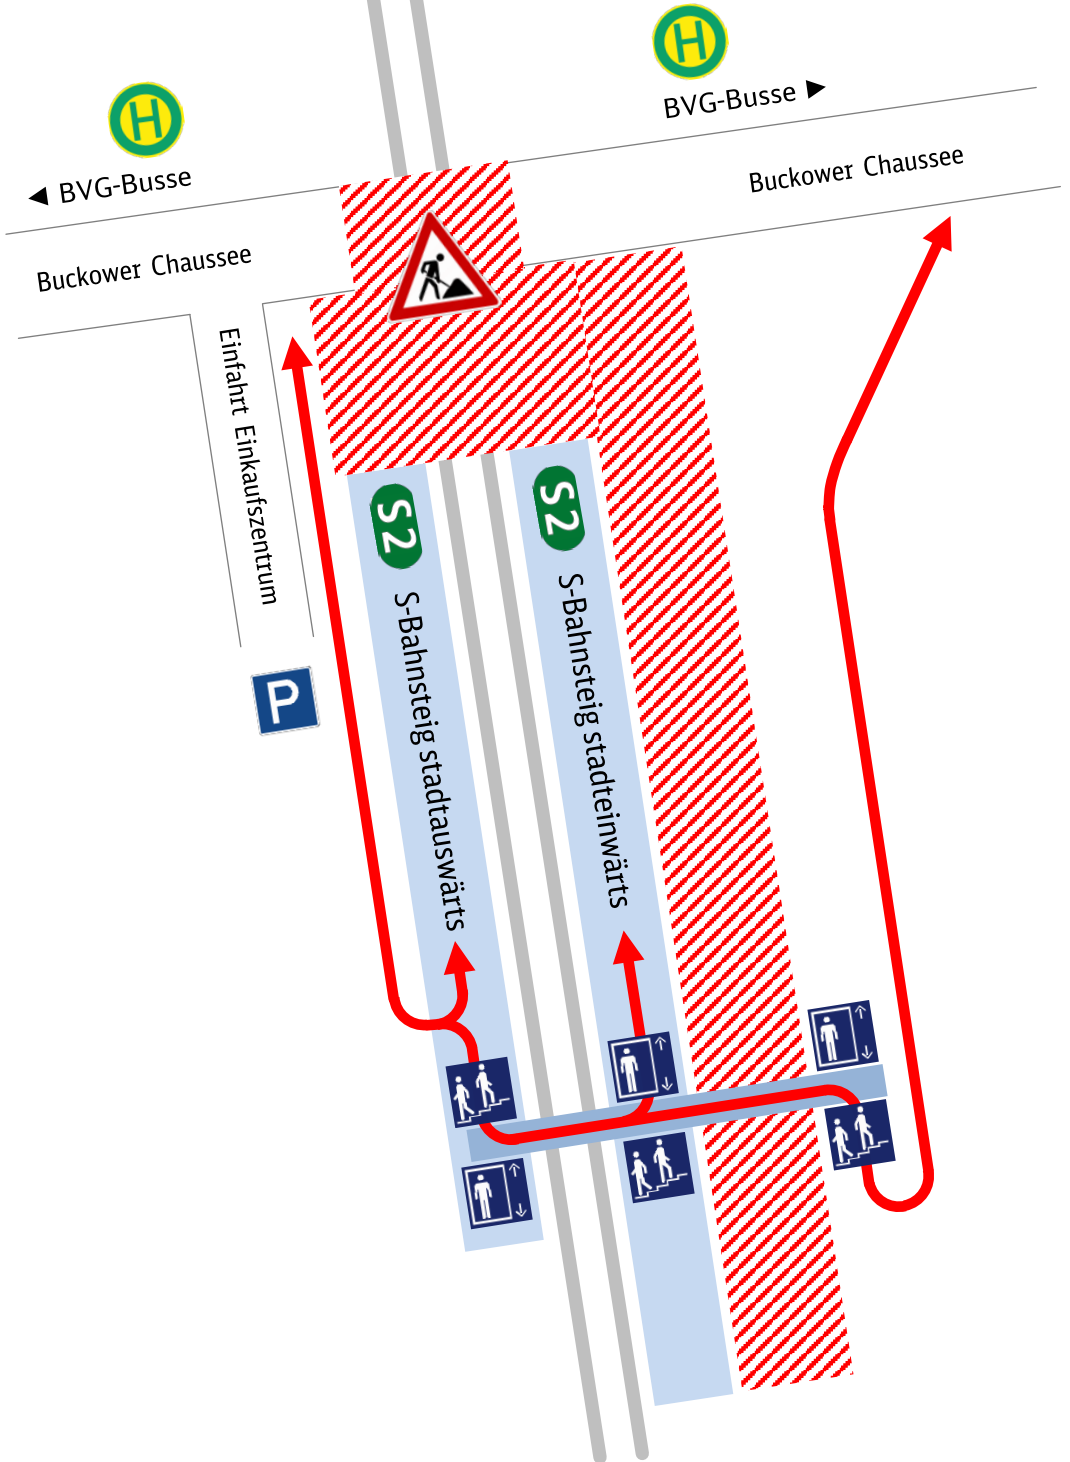 H
BVG-Busse
H
BVG-Busse
Buckower Chaussee
Buckower Chaussee
Einfahrt Einkaufszentrum
S2
S2
S-Bahnsteig stadtauswärts
S-Bahnsteig stadteinwärts
P